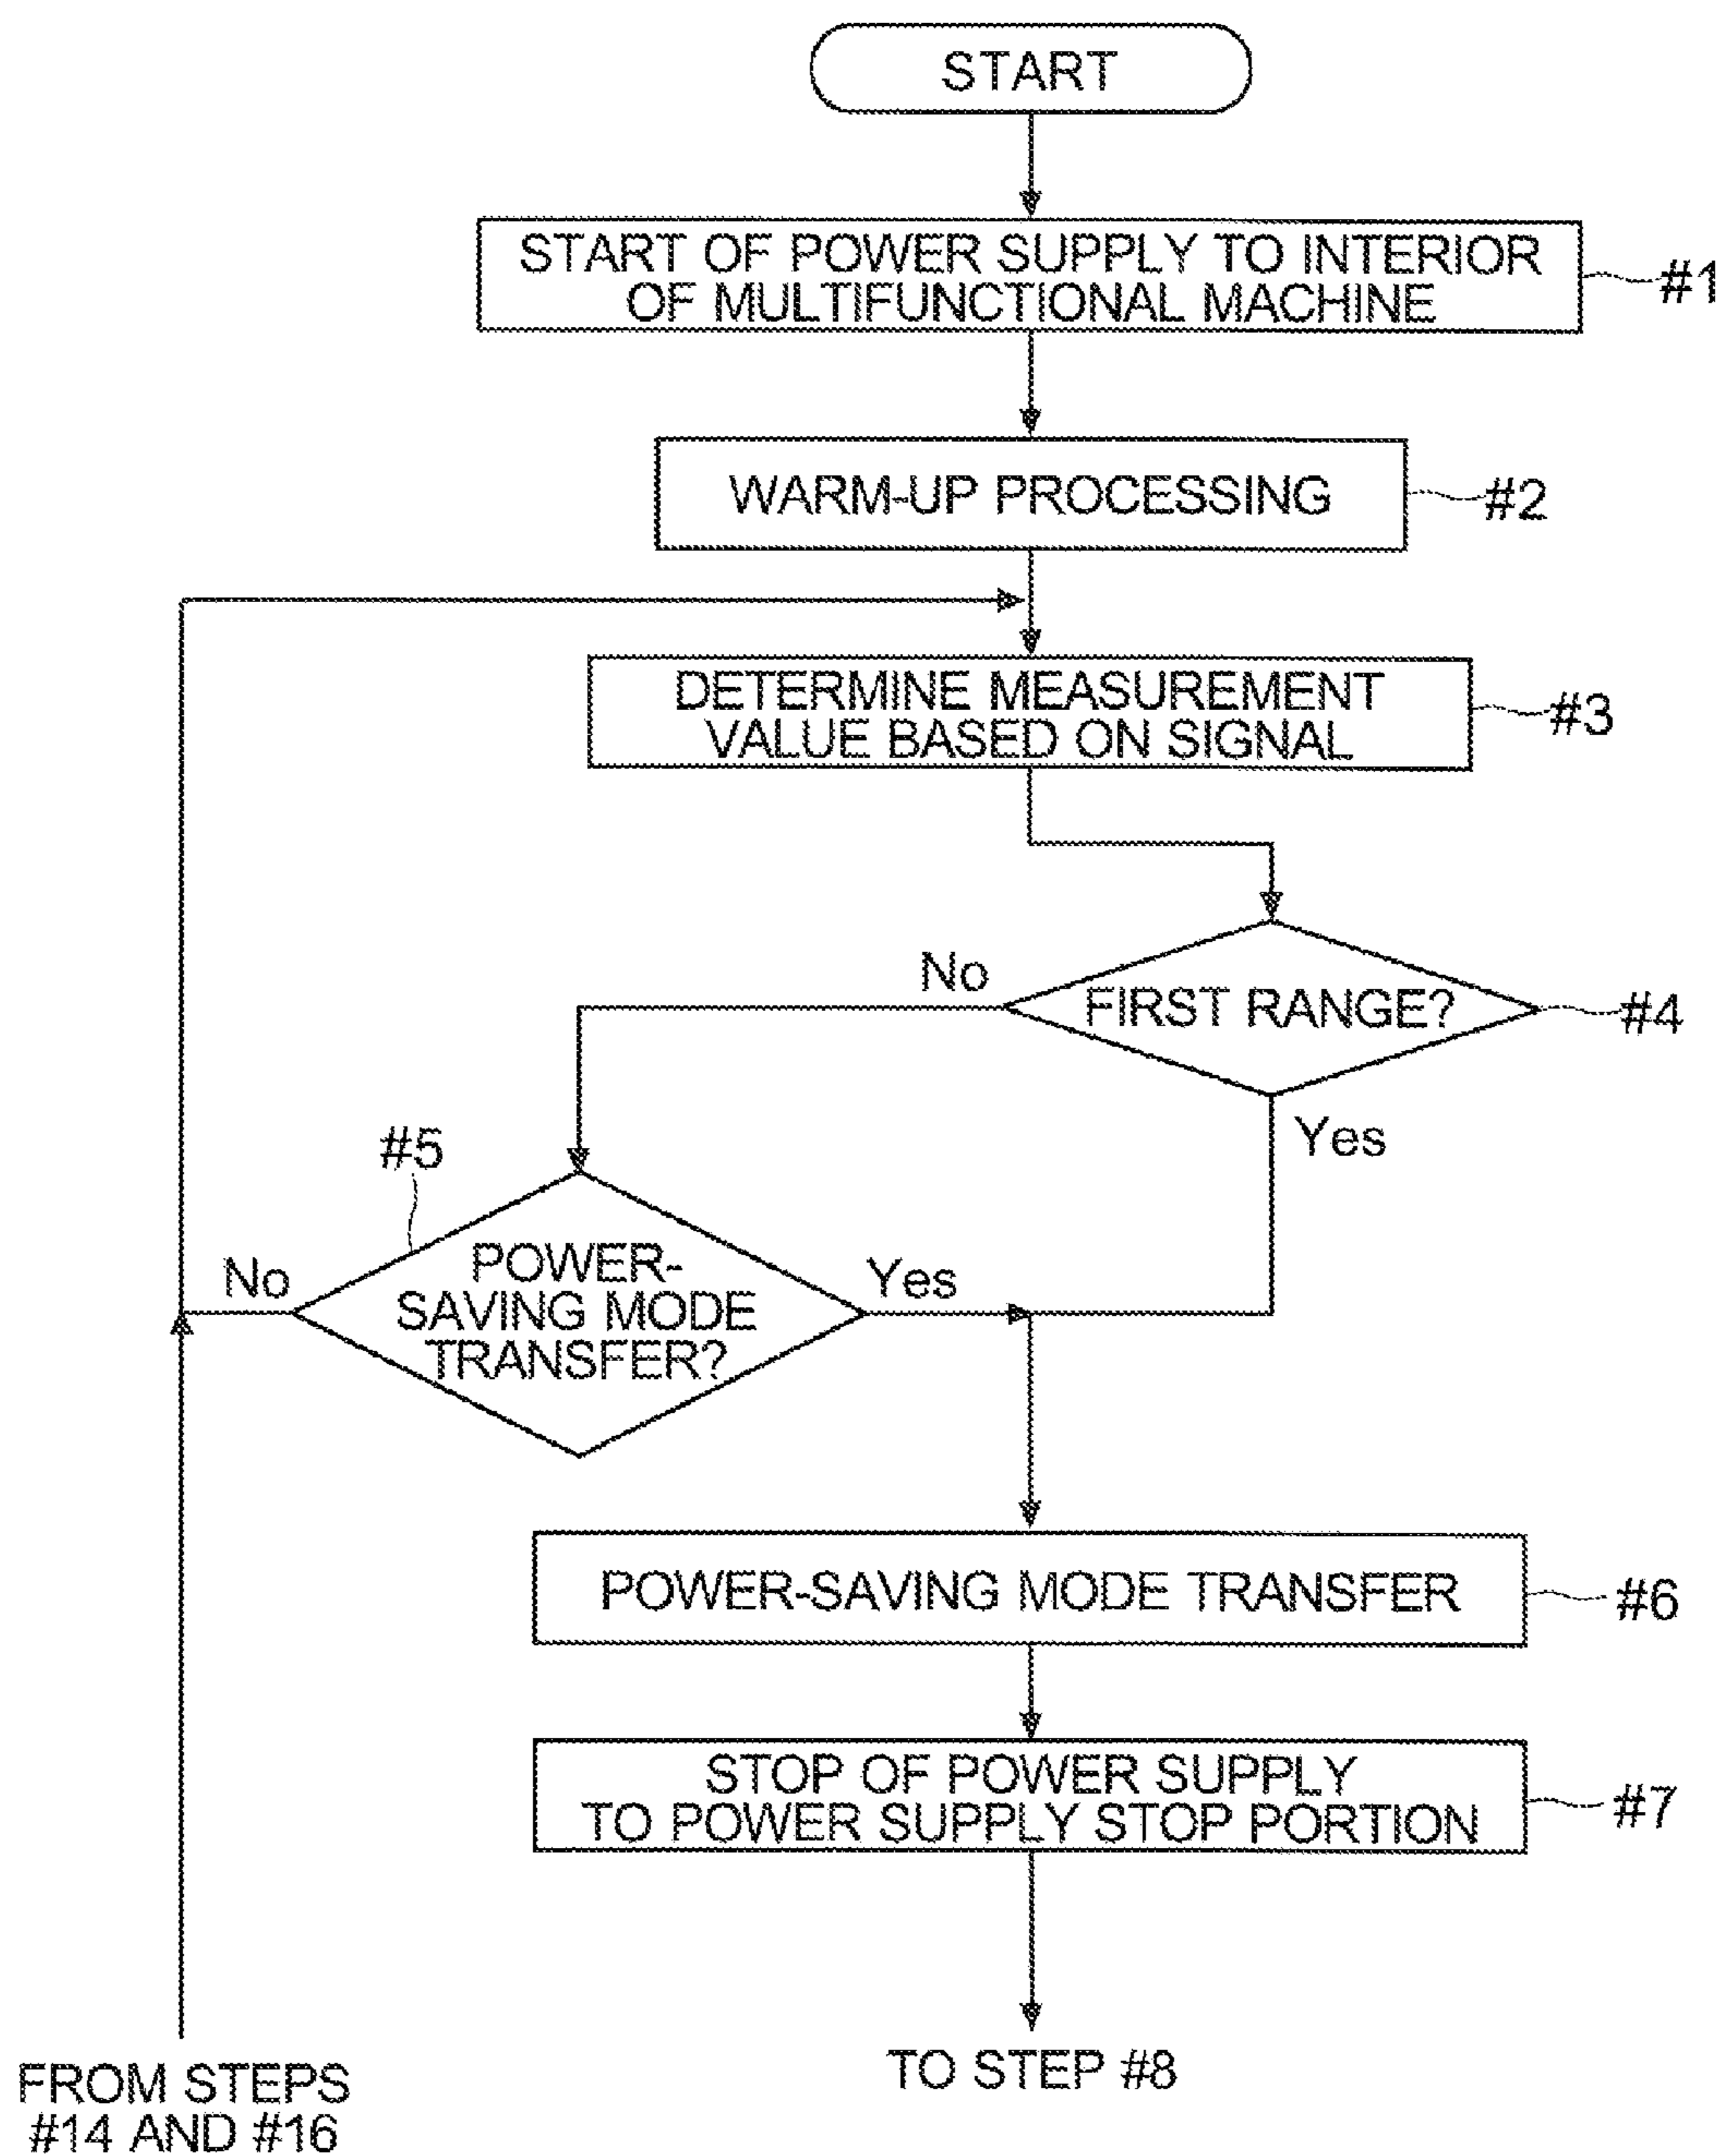 START
START OF POWER SUPPLY TO INTERIOR
OF MULTIFUNCTIONAL MACHINE
#1
WARM-UP PROCESSING
#2
DETERMINE MEASUREMENT
VALUE BASED ON SIGNAL
#3
No
FIRST RANGE?
#4
Yes
#5
No
POWER-
SAVING MODE
TRANSFER?
Yes
POWER-SAVING MODE TRANSFER
#6
STOP OF POWER SUPPLY
TO POWER SUPPLY STOP PORTION
#7
FROM STEPS
#14 AND #16
TO STEP #8